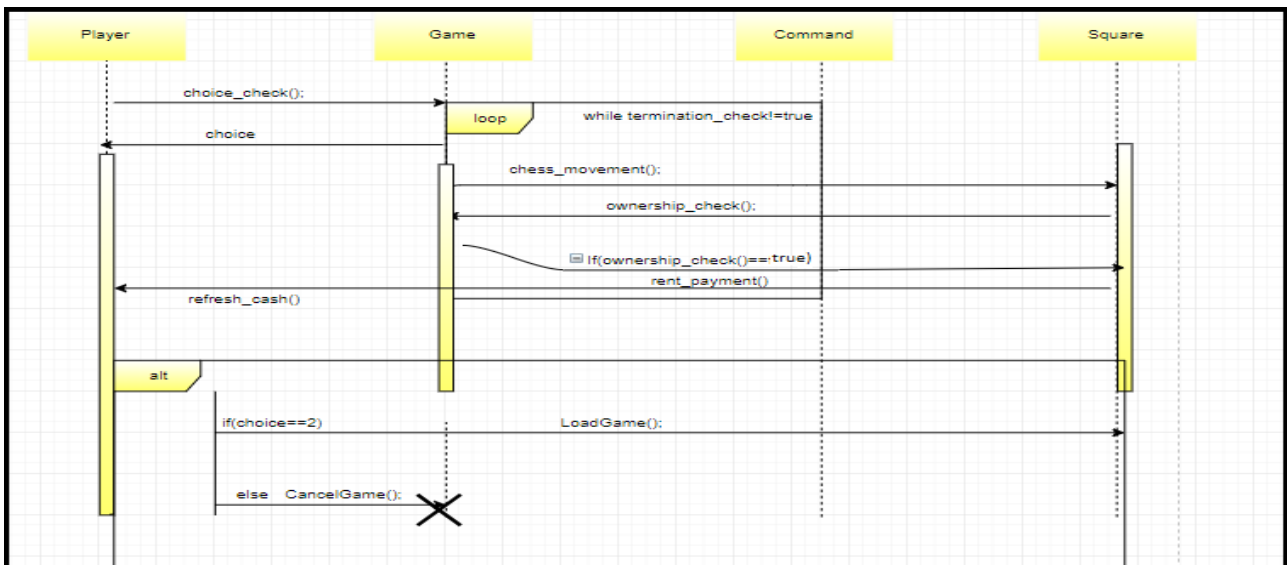 Player
Game
Command
Square
choice_check();
loop
while termination_check!=true
choice
chess_movement();
ownership_check();
If(ownership_check()==true)
rent_payment()
refresh_cash()
alt
if(choice==2)
LoadGame();
else CancelGame();